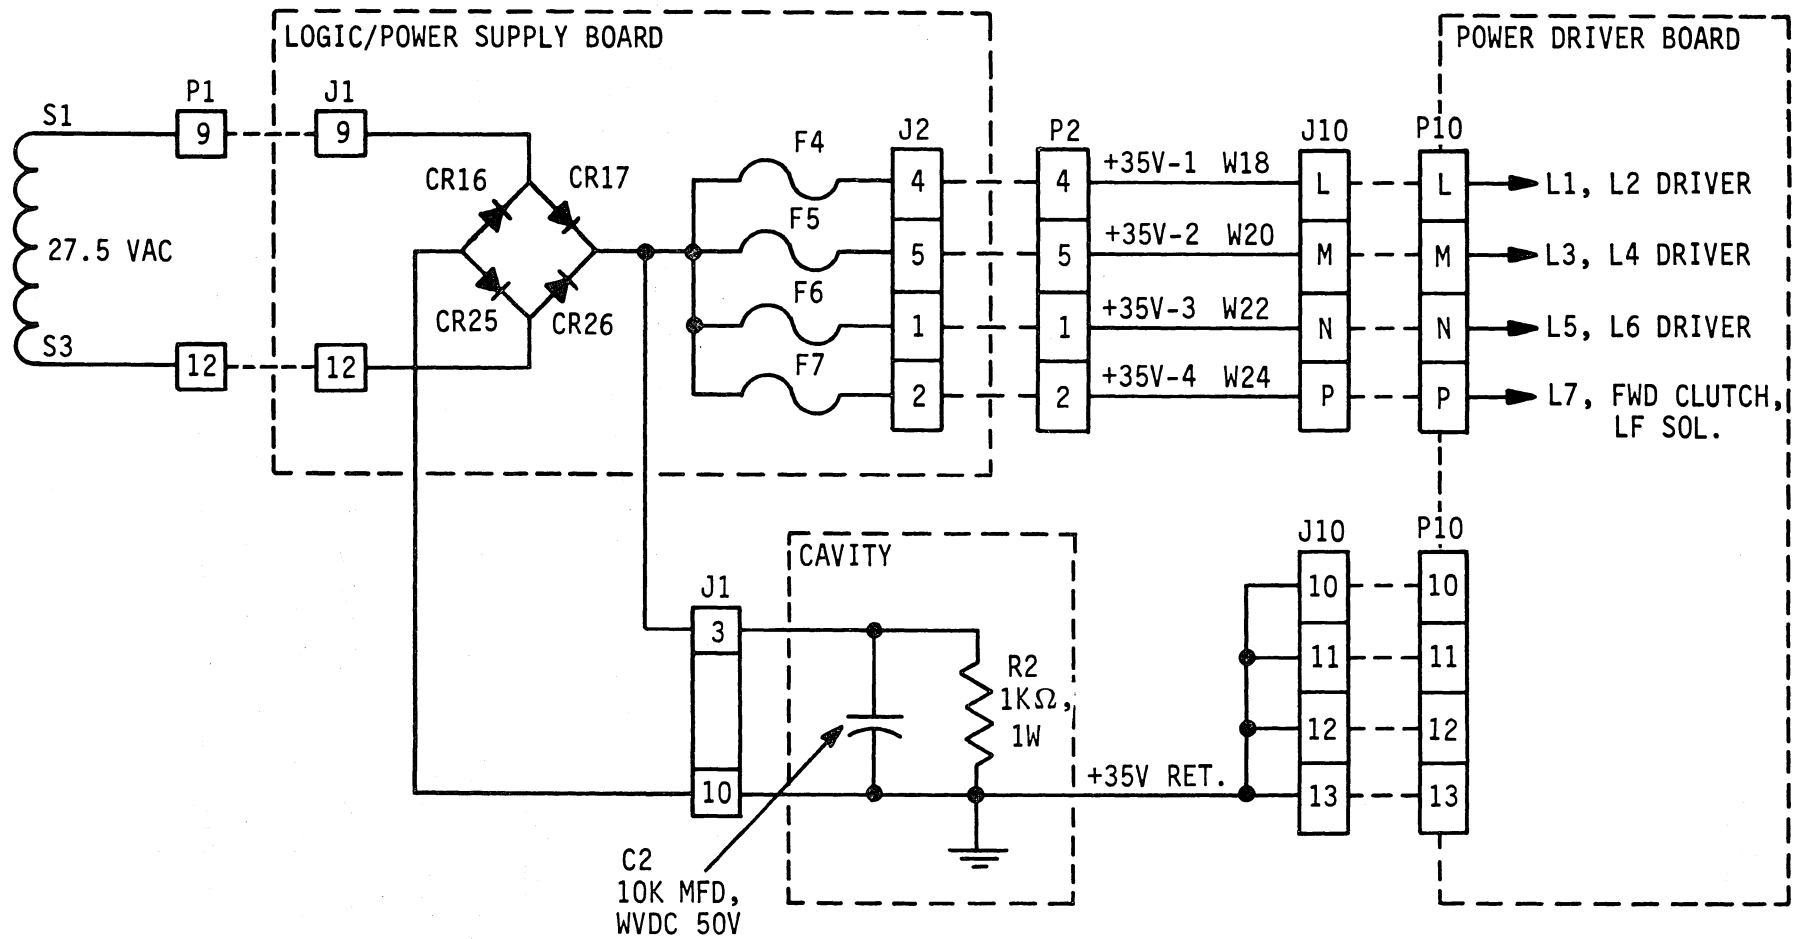 LOGIC/POWER SUPPLY BOARD
POWER DRIVER BOARD
S1
P1
J1
9
9
27.5 VAC
S3
12
12
CR16
CR17
CR25
CR26
F4
F5
F6
F7
J2
4
5
1
2
P2
4
5
1
2
+35V-1 W18
+35V-2 W20
+35V-3 W22
+35V-4 W24
J10
L
M
N
P
P10
L
M
N
P
L1, L2 DRIVER
L3, L4 DRIVER
L5, L6 DRIVER
L7, FWD CLUTCH,
LF SOL.
CAVITY
J1
3
10
R2
1KΩ,
1W
C2
10K MFD,
WVDC 50V
+35V RET.
J10
10
11
12
13
P10
10
11
12
13